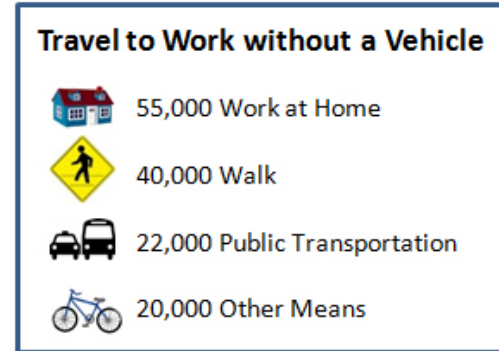 Travel to Work without a Vehicle
55,000 Work at Home
40,000 Walk
22,000 Public Transportation
20,000 Other Means